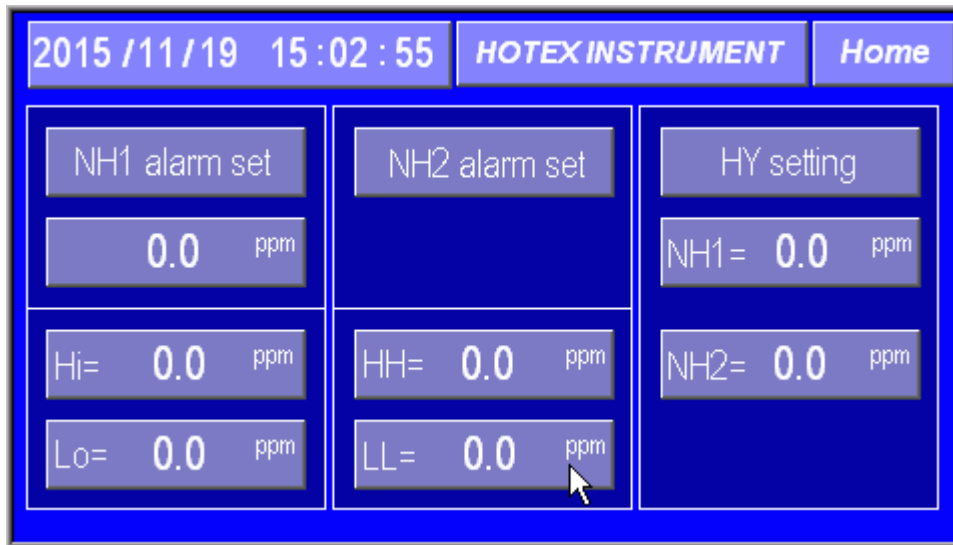 2015 /11/19 15:02:55 HOTEX INSTRUMENT Home
NH1 alarm set NH2 alarm set HY setting
0.0 ppm NH1= 0.0 ppm
Hi= 0.0 ppm HH= 0.0 ppm NH2= 0.0 ppm
Lo= 0.0 ppm LL= 0.0 ppm